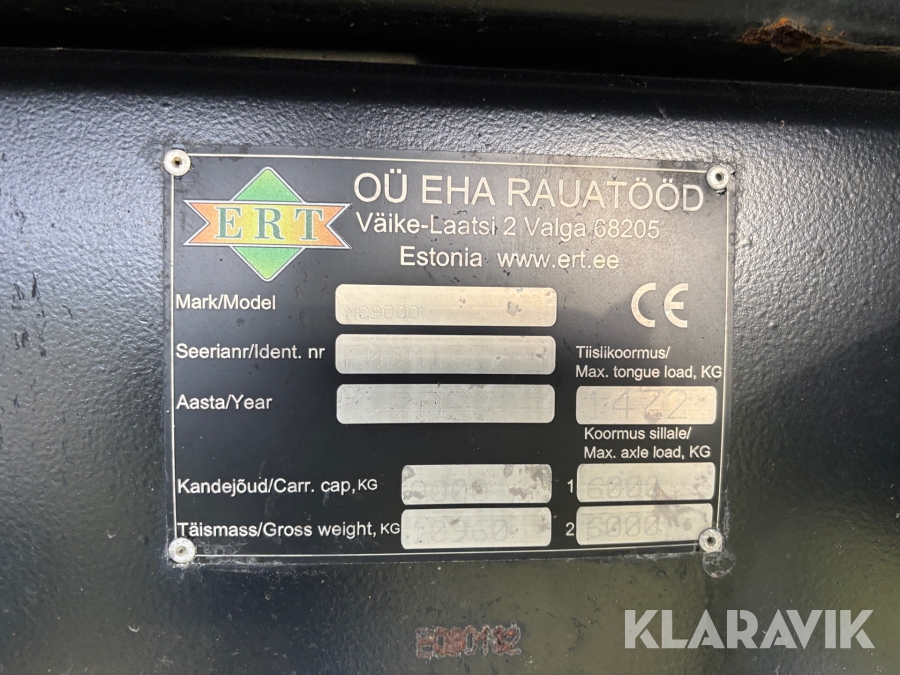 ERT
OÜ EHA RAUATÖÖD
Väike-Laatsi 2 Valga 68205
Estonia www.ert.ee
Mark/Model MC9000
CE
Seerianr/Ident. nr
Tiislikoormus/
Max. tongue load, KG
Aasta/Year
1472
Koormus sillale/
Max. axle load, KG
Kandejõud/Carr. cap, KG 9000 1 6000
Täismass/Gross weight, KG 10960 2 6000
KLARAVIK